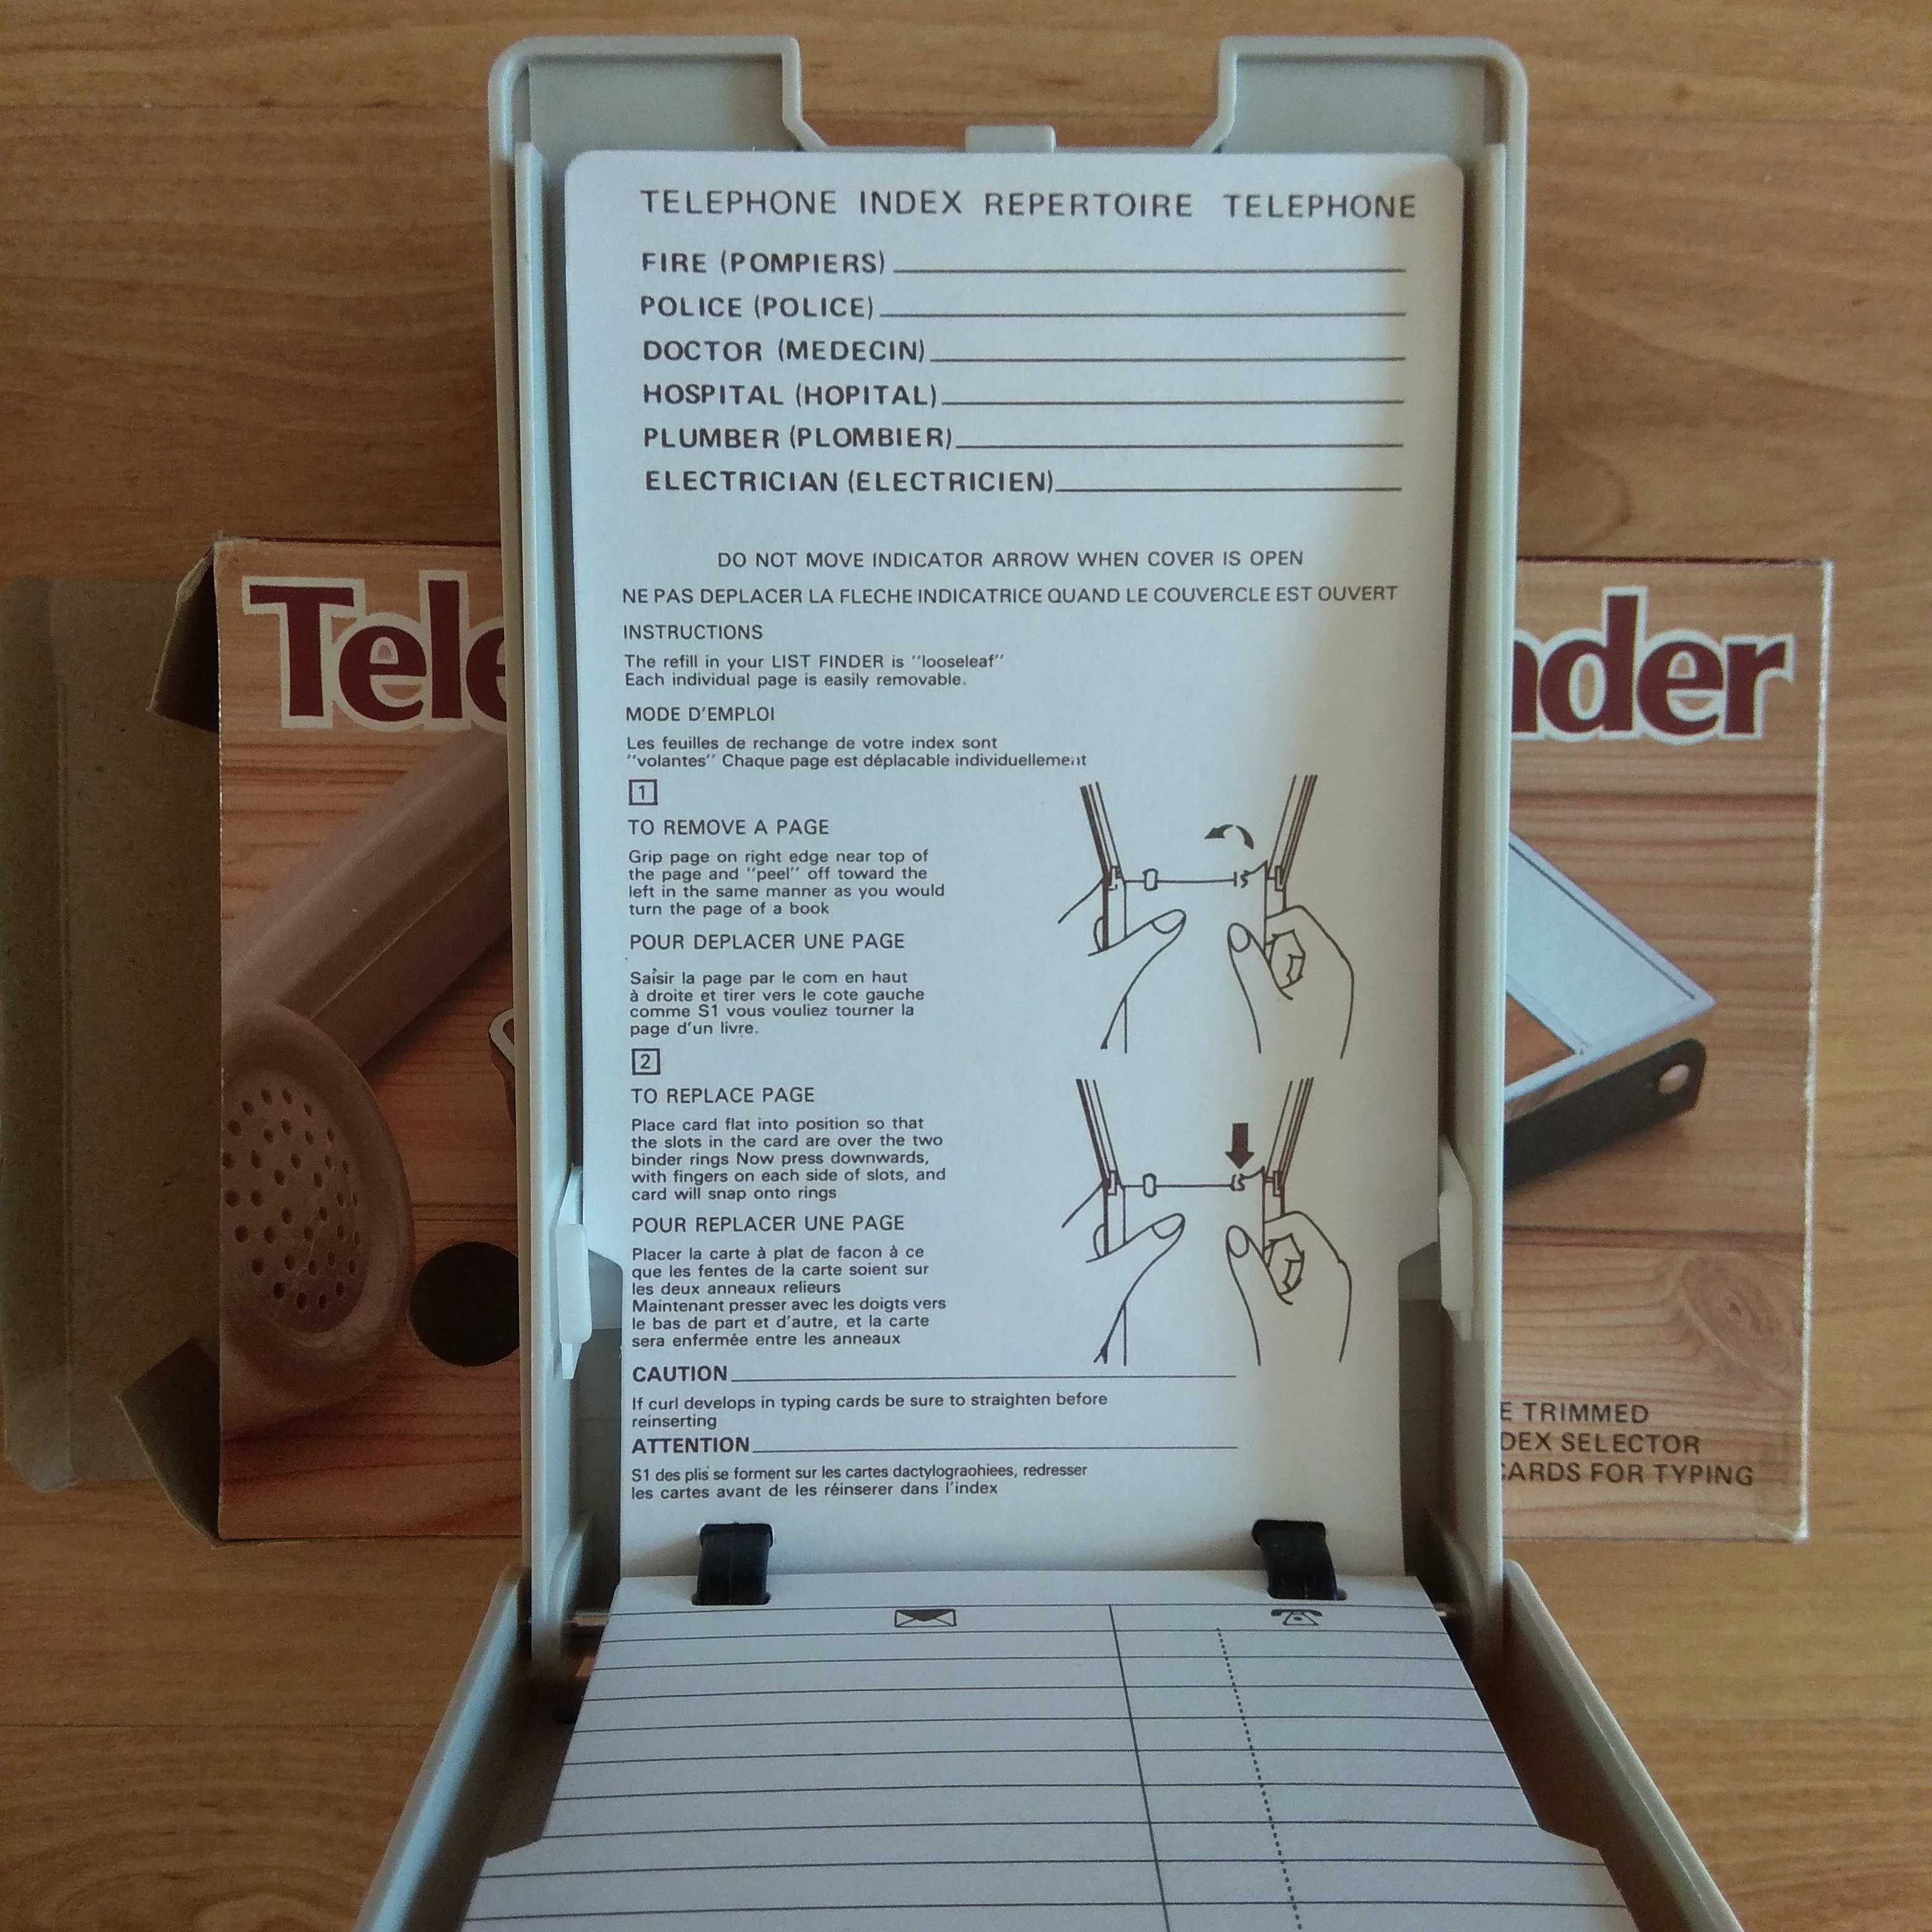 TELEPHONE INDEX REPERTOIRE TELEPHONE
FIRE (POMPIERS)
POLICE (POLICE)
DOCTOR (MEDECIN)
HOSPITAL (HOPITAL)
PLUMBER (PLOMBIER)
ELECTRICIAN (ELECTRICIEN)
DO NOT MOVE INDICATOR ARROW WHEN COVER IS OPEN
NE PAS DEPLACER LA FLECHE INDICATRICE QUAND LE COUVERCLE EST OUVERT
INSTRUCTIONS
The refill in your LIST FINDER is "looseleaf"
Each individual page is easily removable.
MODE D'EMPLOI
Les feuilles de rechange de votre index sont
"volantes" Chaque page est déplacable individuellement
1
TO REMOVE A PAGE
Grip page on right edge near top of
the page and "peel" off toward the
left in the same manner as you would
turn the page of a book
POUR DEPLACER UNE PAGE
Saisir la page par le com en haut
à droite et tirer vers le cote gauche
comme S1 vous vouliez tourner la
page d'un livre.
2
TO REPLACE PAGE
Place card flat into position so that
the slots in the card are over the two
binder rings Now press downwards,
with fingers on each side of slots, and
card will snap onto rings
POUR REPLACER UNE PAGE
Placer la carte à plat de facon à ce
que les fentes de la carte soient sur
les deux anneaux relieurs
Maintenant presser avec les doigts vers
le bas de part et d'autre, et la carte
sera enfermée entre les anneaux
CAUTION
If curl develops in typing cards be sure to straighten before
reinserting
ATTENTION
S1 des plis se forment sur les cartes dactylograohiees, redresser
les cartes avant de les réinserer dans l'index
Tele
nder
E TRIMMED
DEX SELECTOR
CARDS FOR TYPING